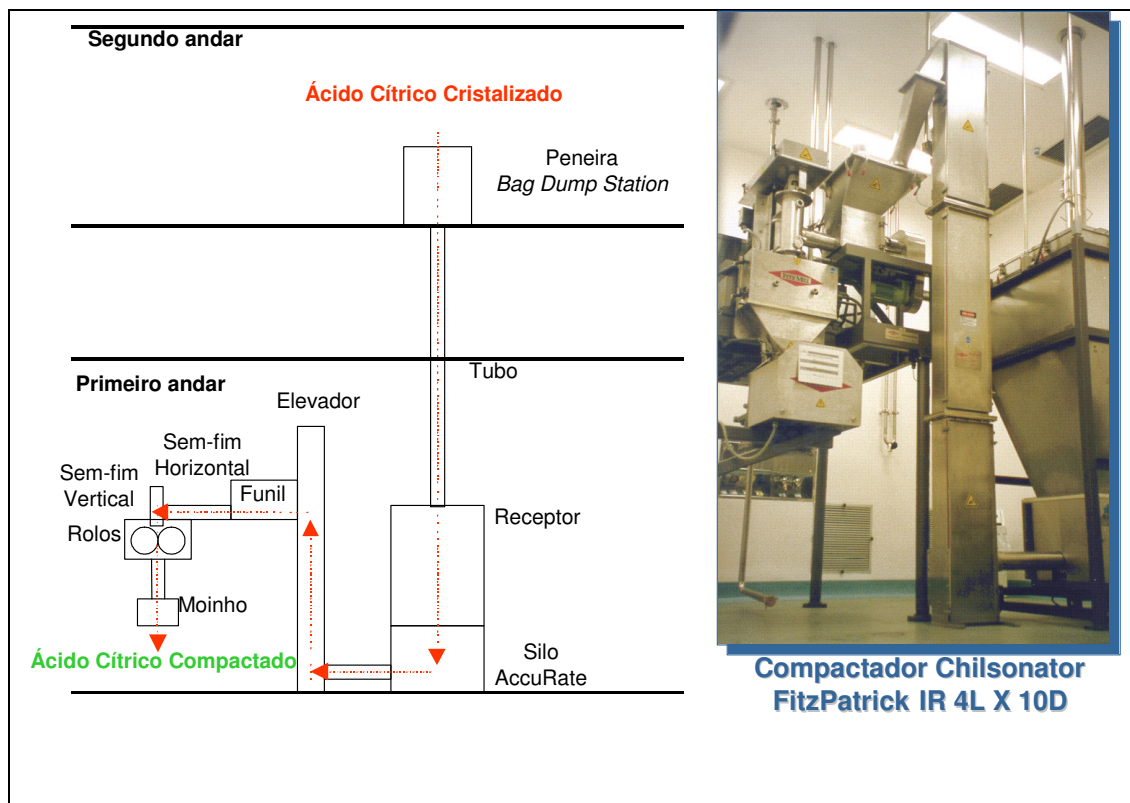 Segundo andar
Ácido Cítrico Cristalizado
Peneira
Bag Dump Station
Tubo
Primeiro andar
Elevador
Sem-fim
Horizontal
Sem-fim
Vertical
Funil
Rolos
Receptor
Moinho
Ácido Cítrico Compactado
Silo
AccuRate
Compactador Chilsonator
FitzPatrick IR 4L X 10D